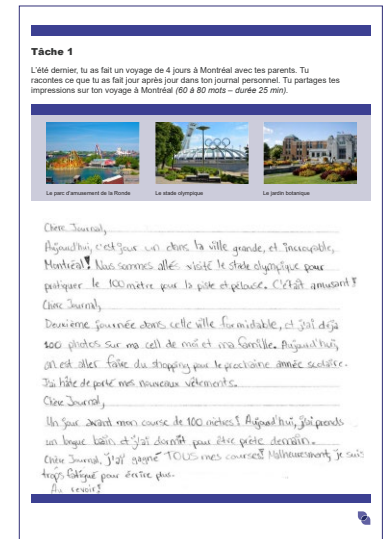 Tâche 1
L'été dernier, tu as fait un voyage de 4 jours à Montréal avec tes parents. Tu
racontes ce que tu as fait jour après jour dans ton journal personnel. Tu partages tes
impressions sur ton voyage à Montréal (60 à 80 mots – durée 25 min).
Le parc d'amusement de la Ronde Le stade olympique Le jardin botanique
Chère Journal,
Aujourd'hui, c'est jour un dans la ville grande, et incroyable,
Montréal! Nous sommes allés visité le stade olympique pour
pratiquer le 100 mètre pour la piste et pelouse. C'était amusant!
Chère Journal,
Deuxième journée dans cette ville formidable, et j'ai déjà
100 photos sur ma cell de moi et ma famille. Aujourd'hui,
on est aller faire du shopping pour le prochaine année scolaire.
J'ai hâte de porté mes nouveaux vêtements.
Chère Journal,
Un jour avant mon course de 100 mètres! Aujourd'hui, j'ai prends
un longue bain et j'ai dormit pour être prète demain.
Chère Journal, j'ai gagné TOUS mes courses! Malheuresment, je suis
trops fatigué pour écrire plus.
Au revoir!